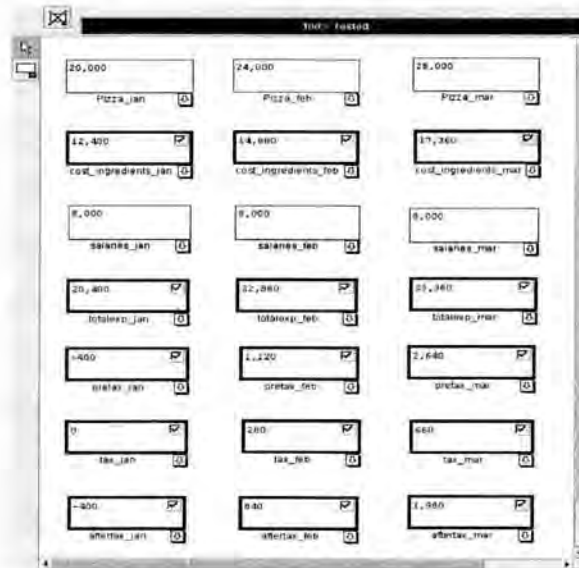 100% Tested
20,000 24,000 28,000
Pizza_jan Pizza_feb Pizza_mar
12,400 14,880 17,360
cost_ingredients_jan cost_ingredients_feb cost_ingredients_mar
8,000 8,000 8,000
salaries_jan salaries_feb salaries_mar
20,400 22,880 25,360
totalexp_jan totalexp_feb totalexp_mar
-400 1,120 2,640
pretax_jan pretax_feb pretax_mar
0 280 660
tax_jan tax_feb tax_mar
-400 840 1,980
aftertax_jan aftertax_feb aftertax_mar